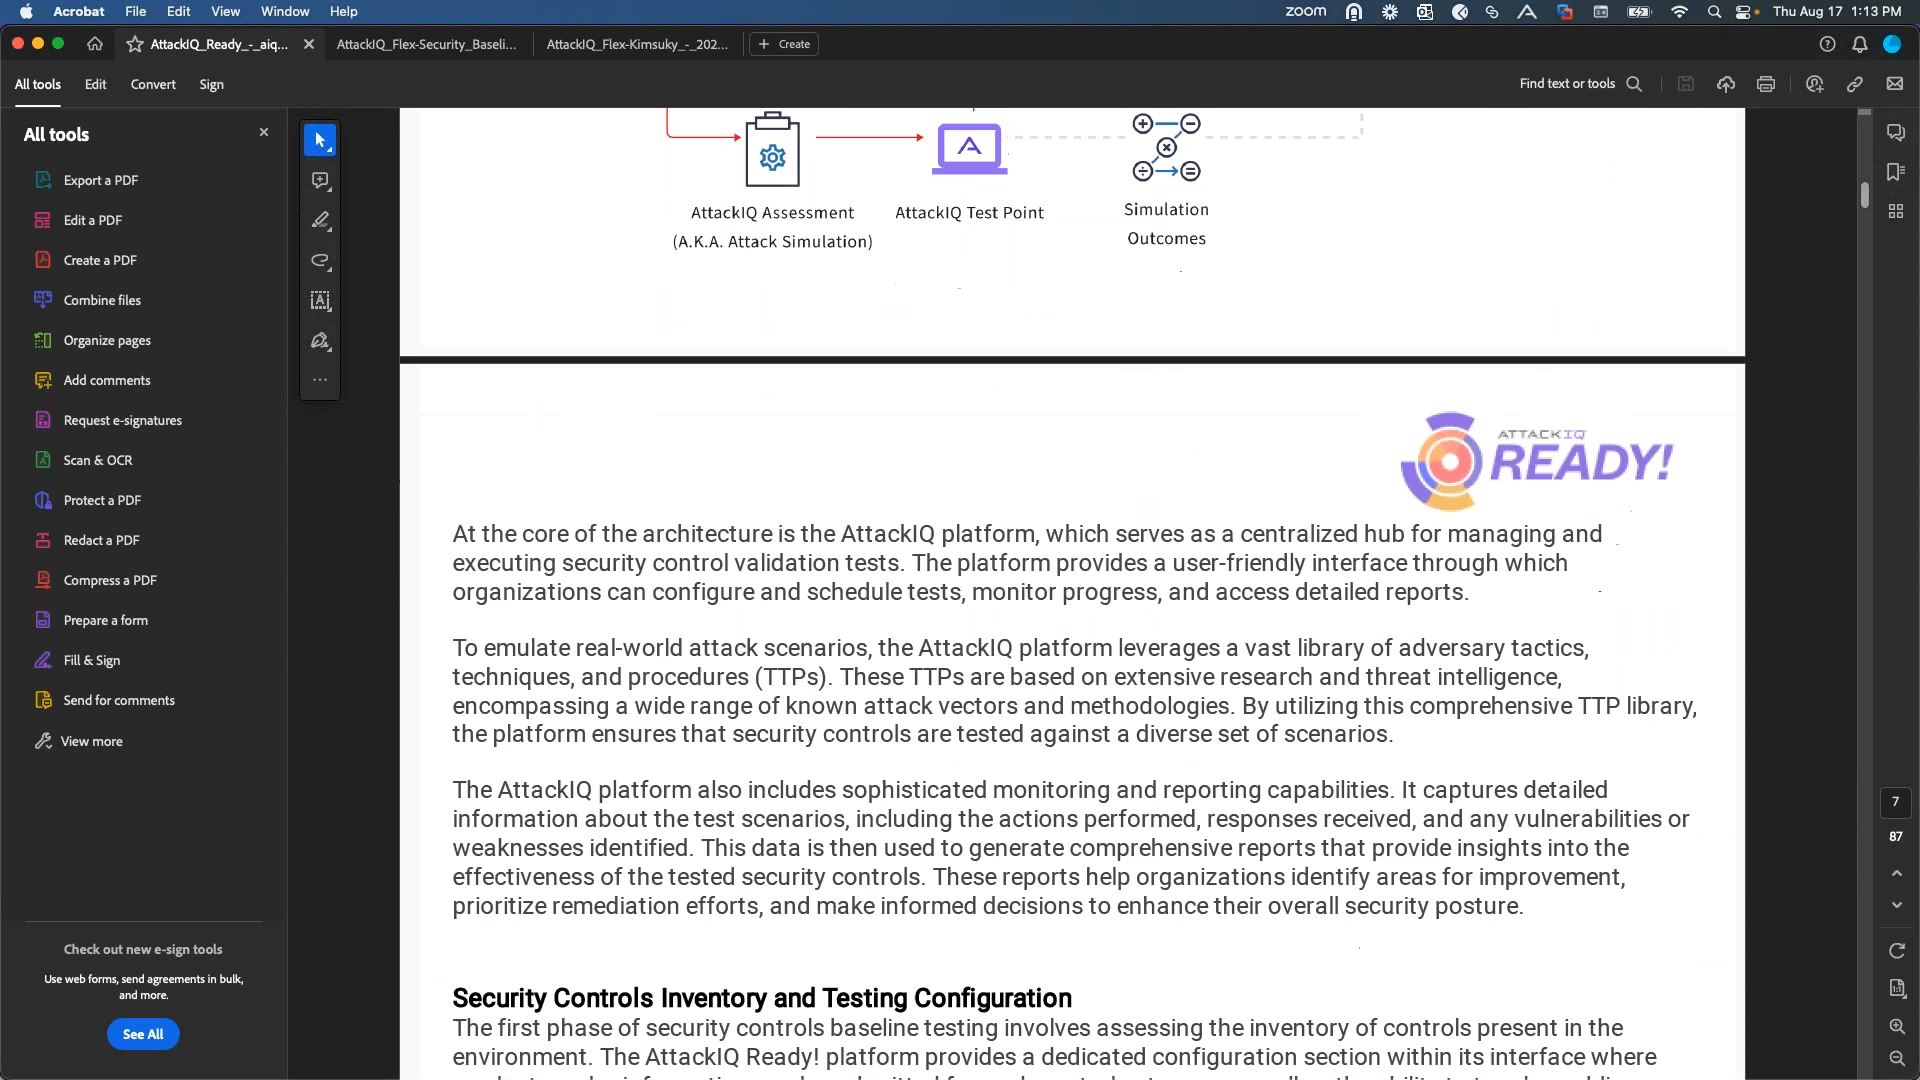 Acrobat File Edit View Window Help
zoom Thu Aug 17 1:13 PM
AttackIQ_Ready_-_aiq...
AttackIQ_Flex-Security_Baseli...
AttackIQ_Flex-Kimsuky_-_202...
Create
All tools Edit Convert Sign
Find text or tools
All tools
Export a PDF
Edit a PDF
Create a PDF
Combine files
Organize pages
Add comments
Request e-signatures
Scan & OCR
Protect a PDF
Redact a PDF
Compress a PDF
Prepare a form
Fill & Sign
Send for comments
View more
Check out new e-sign tools
Use web forms, send agreements in bulk,
and more.
See All
AttackIQ Assessment
(A.K.A. Attack Simulation)
AttackIQ Test Point
Simulation
Outcomes
ATTACKIQ
READY!
At the core of the architecture is the AttackIQ platform, which serves as a centralized hub for managing and
executing security control validation tests. The platform provides a user-friendly interface through which
organizations can configure and schedule tests, monitor progress, and access detailed reports.
To emulate real-world attack scenarios, the AttackIQ platform leverages a vast library of adversary tactics,
techniques, and procedures (TTPs). These TTPs are based on extensive research and threat intelligence,
encompassing a wide range of known attack vectors and methodologies. By utilizing this comprehensive TTP library,
the platform ensures that security controls are tested against a diverse set of scenarios.
The AttackIQ platform also includes sophisticated monitoring and reporting capabilities. It captures detailed
information about the test scenarios, including the actions performed, responses received, and any vulnerabilities or
weaknesses identified. This data is then used to generate comprehensive reports that provide insights into the
effectiveness of the tested security controls. These reports help organizations identify areas for improvement,
prioritize remediation efforts, and make informed decisions to enhance their overall security posture.
Security Controls Inventory and Testing Configuration
The first phase of security controls baseline testing involves assessing the inventory of controls present in the
environment. The AttackIQ Ready! platform provides a dedicated configuration section within its interface where
7
87